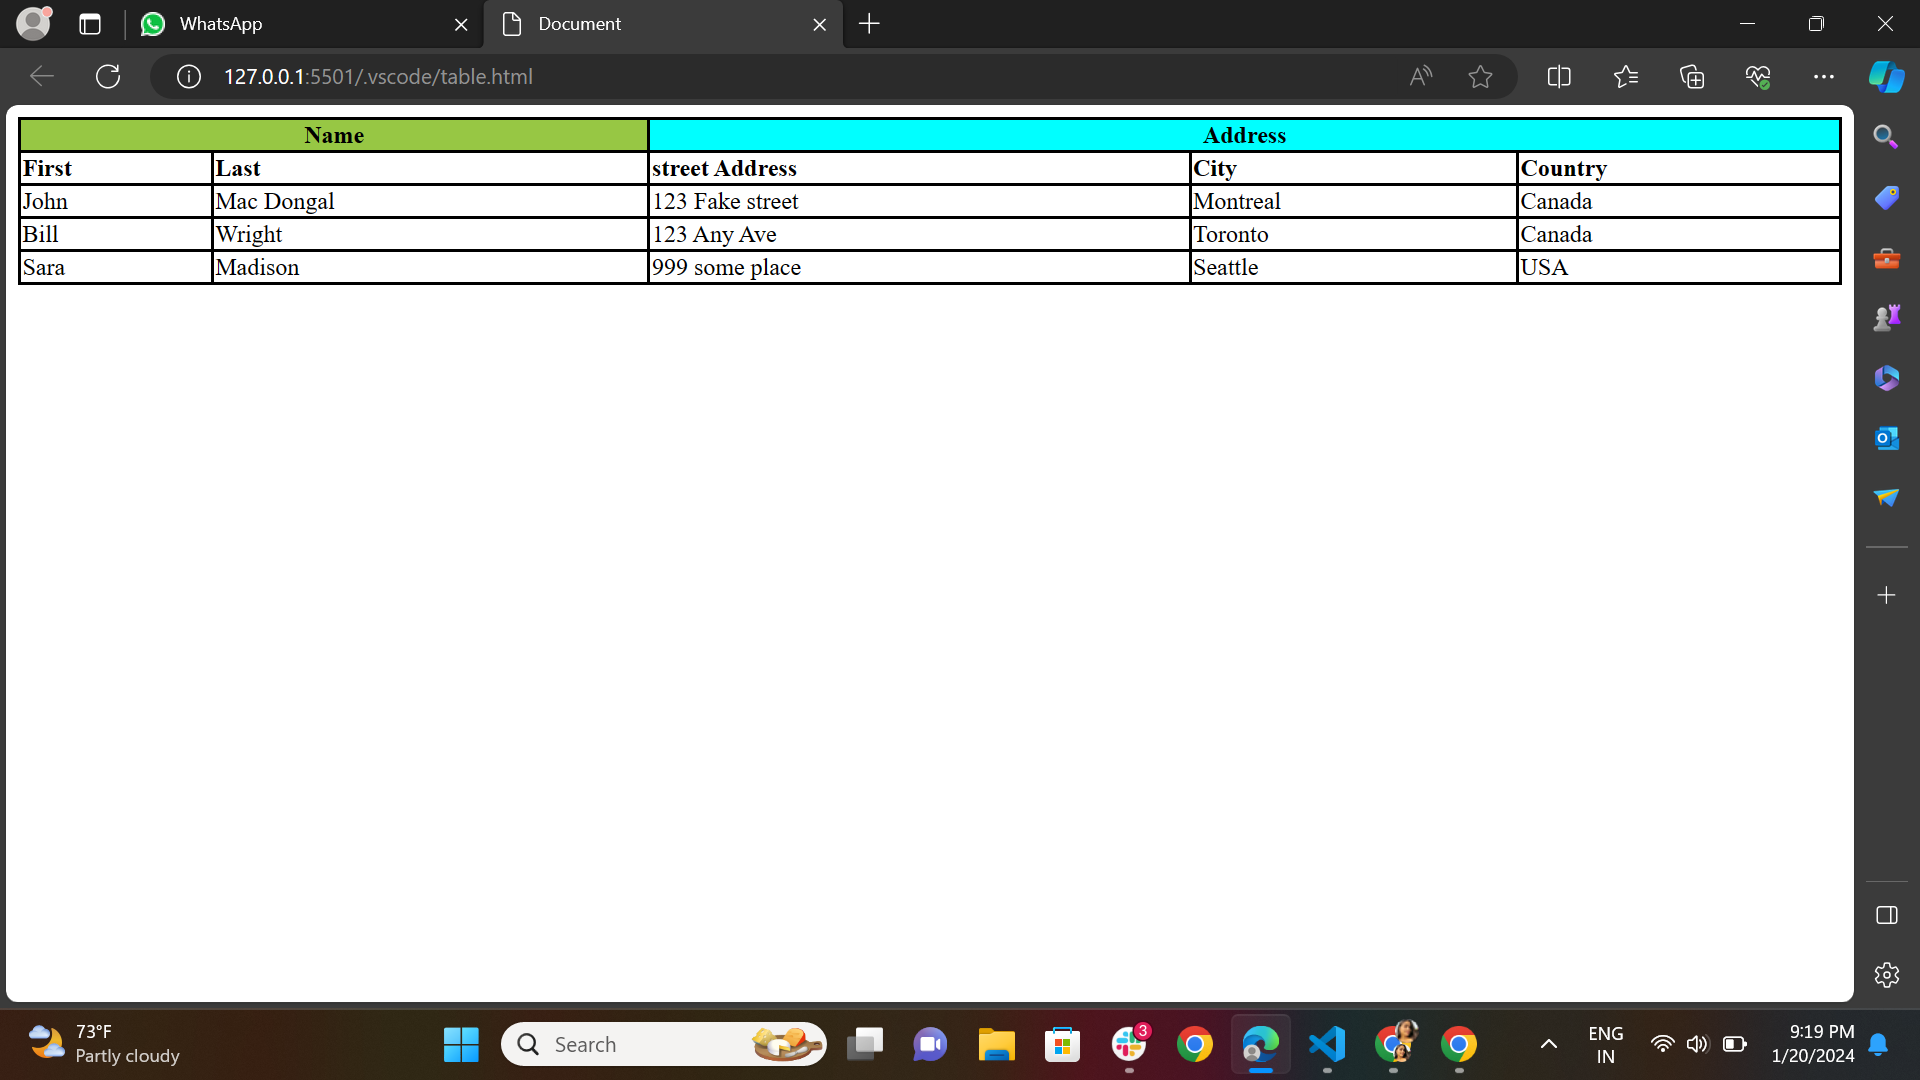 WhatsApp
Document
127.0.0.1:5501/.vscode/table.html
Name Address
First Last street Address City Country
John Mac Dongal 123 Fake street Montreal Canada
Bill Wright 123 Any Ave Toronto Canada
Sara Madison 999 some place Seattle USA
73°F
Partly cloudy
Search
3
ENG
IN
9:19 PM
1/20/2024